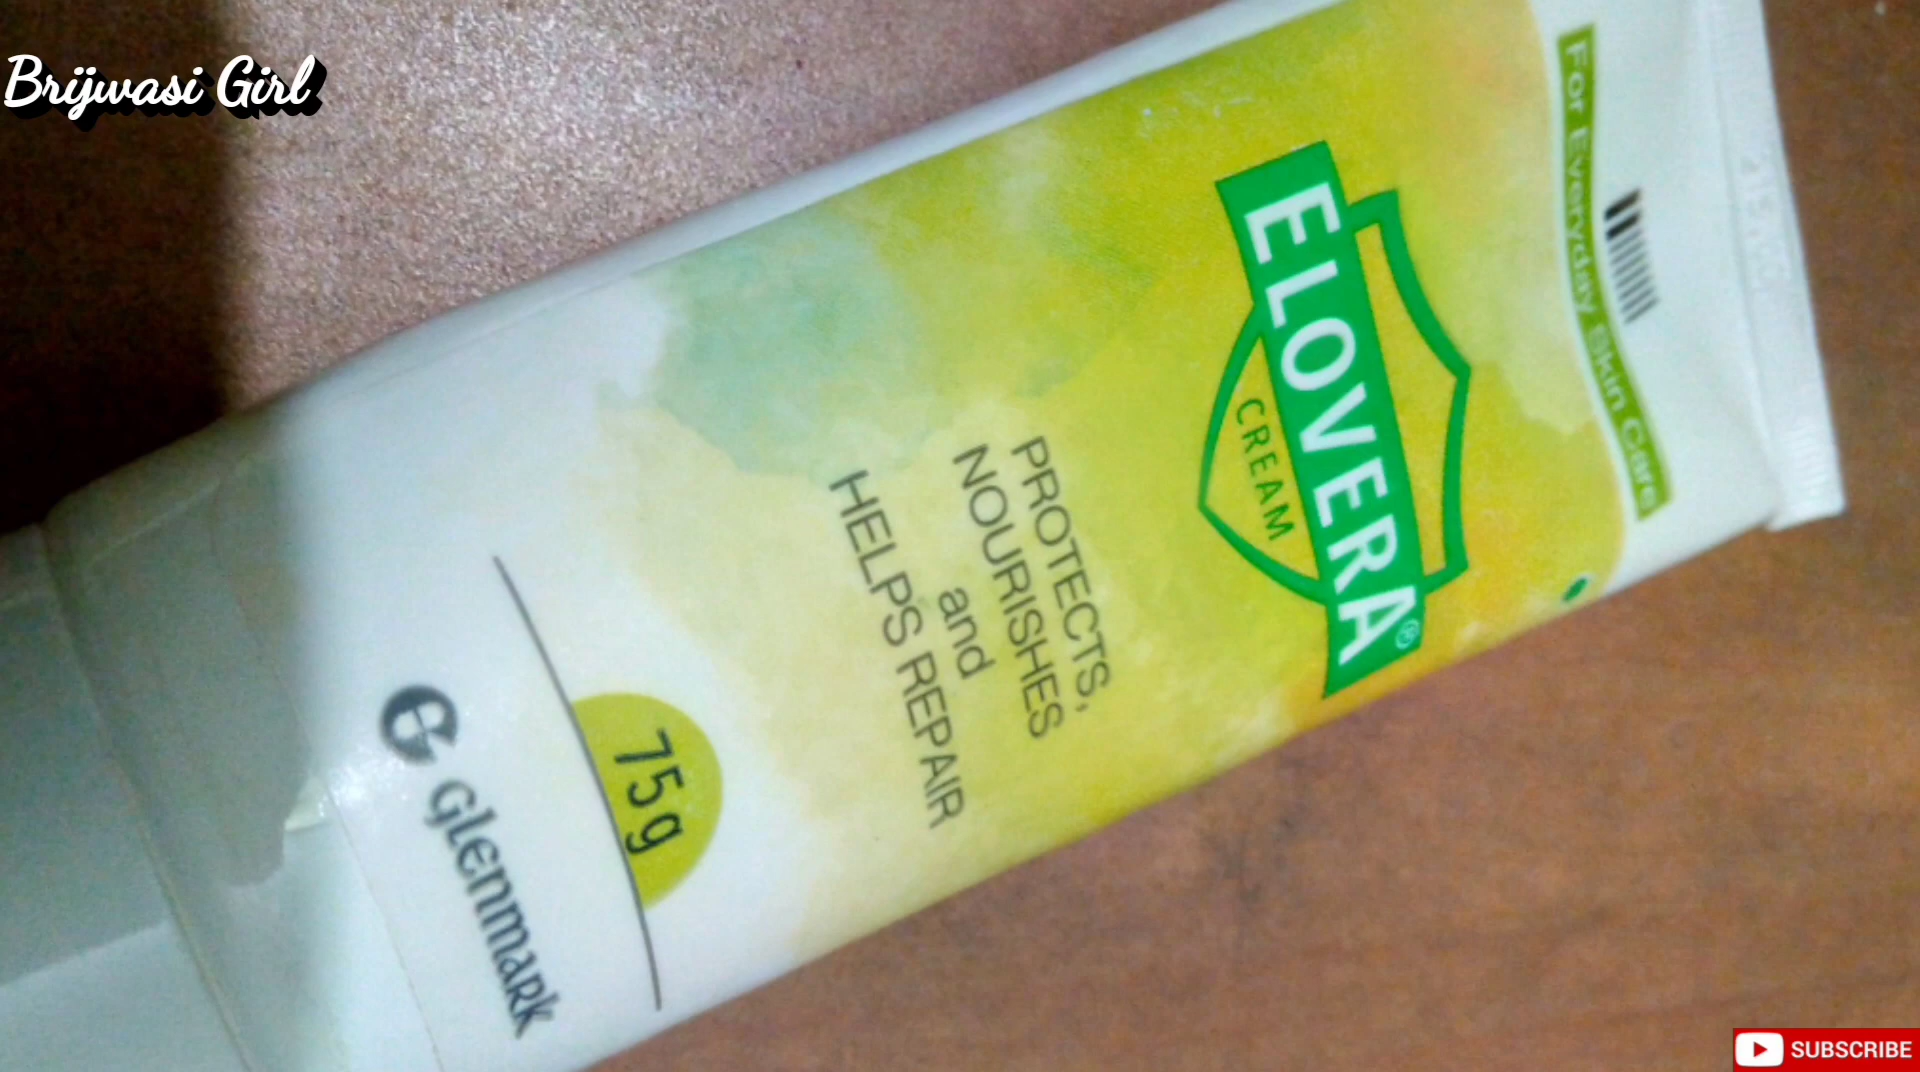 Brijwasi Girl
For Everyday Skin Care
ELOVERA®
CREAM
PROTECTS,
NOURISHES
and
HELPS REPAIR
75g
Glenmark
SUBSCRIBE